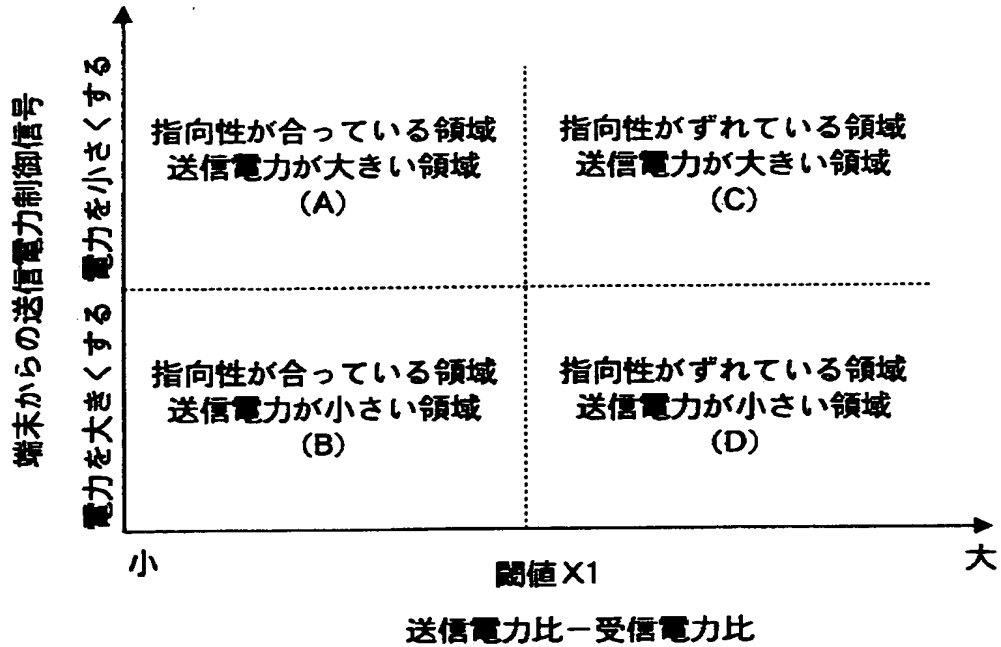 端末からの送信電力制御信号
電力を大きくする 電力を小さくする
指向性が合っている領域
送信電力が大きい領域
(A)
指向性がずれている領域
送信電力が大きい領域
(C)
指向性が合っている領域
送信電力が小さい領域
(B)
指向性がずれている領域
送信電力が小さい領域
(D)
小
閾値X1
大
送信電力比－受信電力比